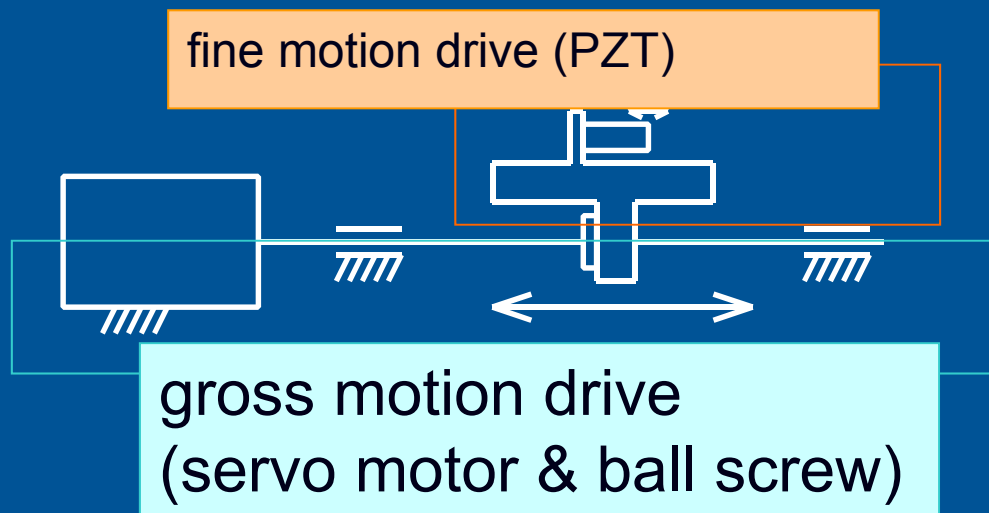 fine motion drive (PZT)
gross motion drive
(servo motor & ball screw)